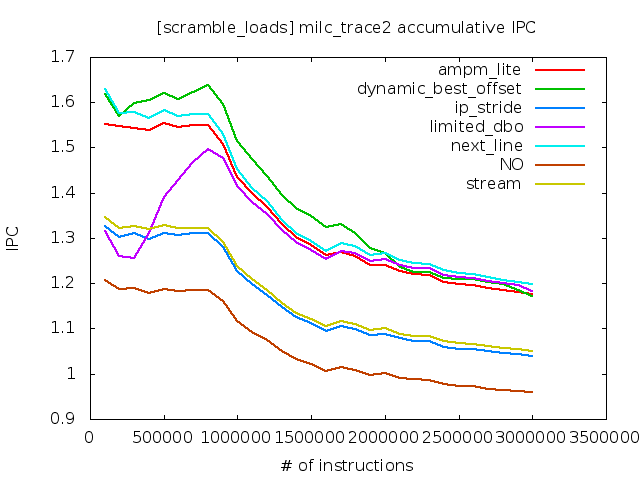 [scramble_loads] milc_trace2 accumulative IPC
1.7
1.6
1.5
1.4
1.3
1.2
1.1
1
0.9
IPC
ampm_lite
dynamic_best_offset
ip_stride
limited_dbo
next_line
NO
stream
0 500000 1000000 1500000 2000000 2500000 3000000 3500000
# of instructions